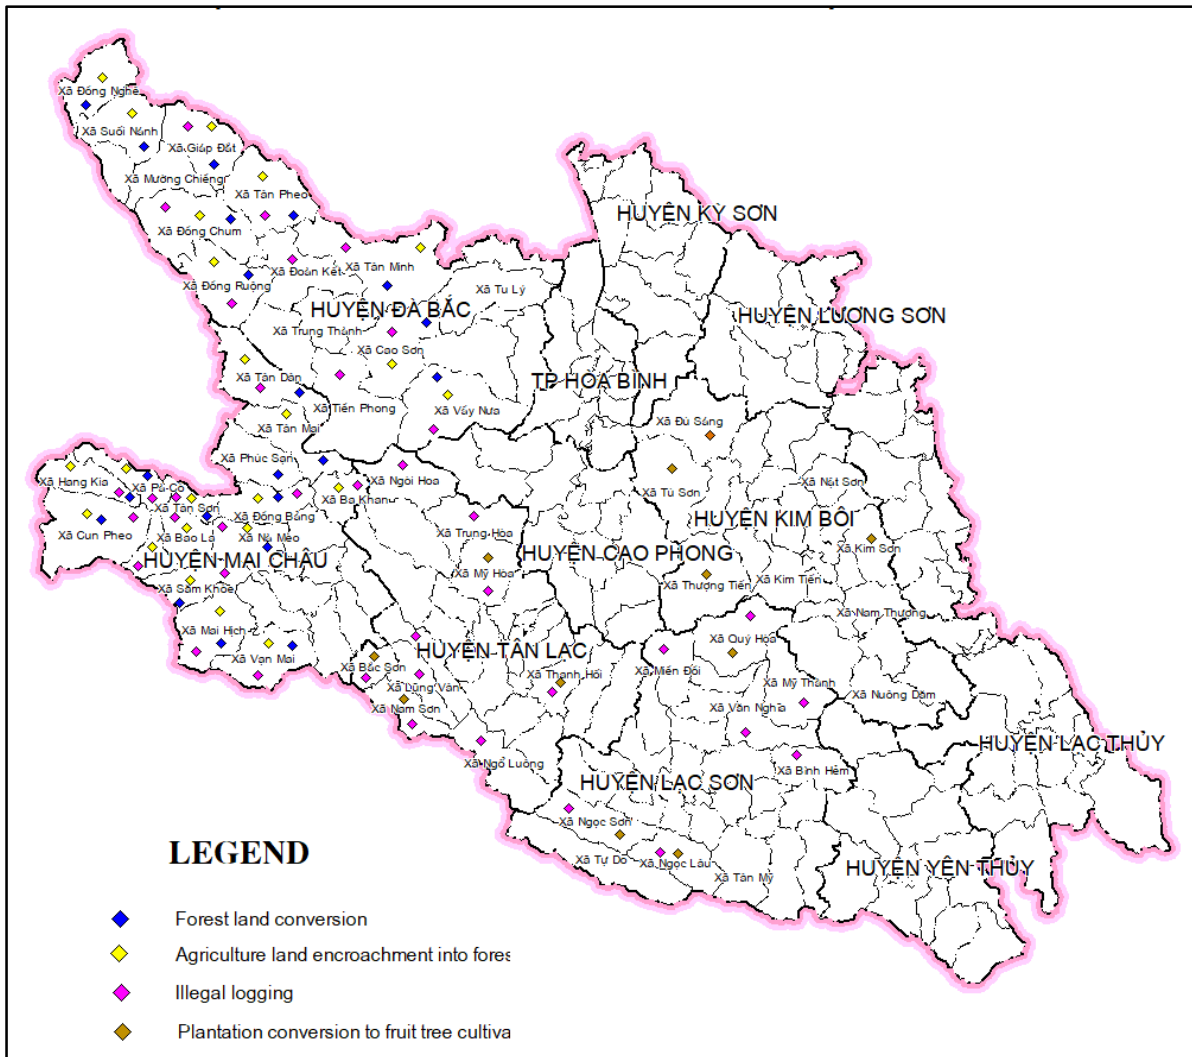 Xã Đồng Nghê
Xã Suối Nánh
Xã Giáp Đắt
Xã Mường Chiềng
Xã Tân Pheo
Xã Đồng Chum
HUYỆN KỲ SƠN
Xã Đoàn Kết
Xã Tân Minh
Xã Đồng Ruộng
Xã Tu Lý
HUYỆN ĐÀ BẮC
HUYỆN LƯƠNG SƠN
Xã Trung Thành
Xã Cao Sơn
Xã Tân Dân
TP HÒA BÌNH
Xã Tiền Phong
Xã Vầy Nưa
Xã Tân Mai
Xã Đú Sáng
Xã Phúc Sạn
Xã Ngòi Hoa
Xã Hang Kia
Xã Pà Cò
Xã Ba Khan
Xã Tú Sơn
Xã Nật Sơn
Xã Tân Sơn
Xã Đồng Bảng
HUYỆN KIM BÔI
Xã Cun Pheo
Xã Bao La
Xã Nà Mèo
Xã Trung Hòa
Xã Kim Sơn
HUYỆN MAI CHÂU
HUYỆN CAO PHONG
Xã Mỹ Hòa
Xã Thượng Tiến
Xã Kim Tiến
Xã Săm Khòe
Xã Nam Thượng
Xã Mai Hịch
Xã Quý Hòa
HUYỆN TÂN LẠC
Xã Vạn Mai
Xã Bắc Sơn
Xã Thanh Hối
Xã Miền Đồi
Xã Lũng Vân
Xã Mỹ Thành
Xã Nuông Dăm
Xã Nam Sơn
Xã Văn Nghĩa
HUYỆN LẠC THỦY
Xã Ngổ Luông
Xã Bình Hẻm
HUYỆN LẠC SƠN
Xã Ngọc Sơn
LEGEND
Xã Tự Do
Xã Ngọc Lâu
HUYỆN YÊN THỦY
Xã Tân Mỹ
Forest land conversion
Agriculture land encroachment into fores
Illegal logging
Plantation conversion to fruit tree cultiva